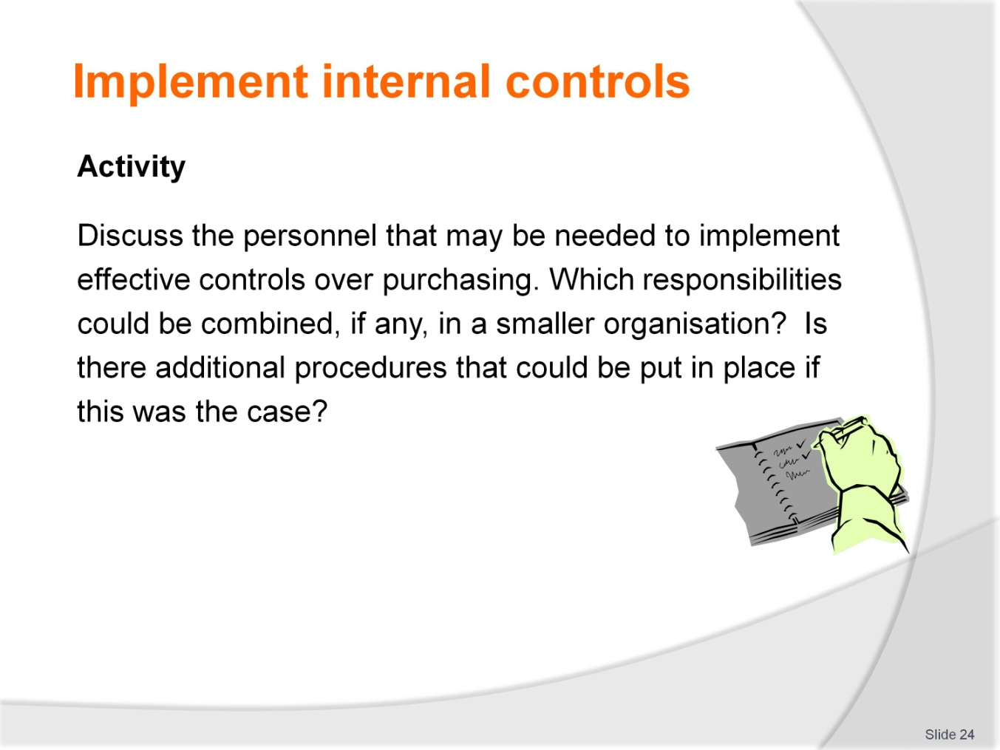 Implement internal controls
Activity
Discuss the personnel that may be needed to implement
effective controls over purchasing. Which responsibilities
could be combined, if any, in a smaller organisation?  Is
there additional procedures that could be put in place if
this was the case?
Slide 24